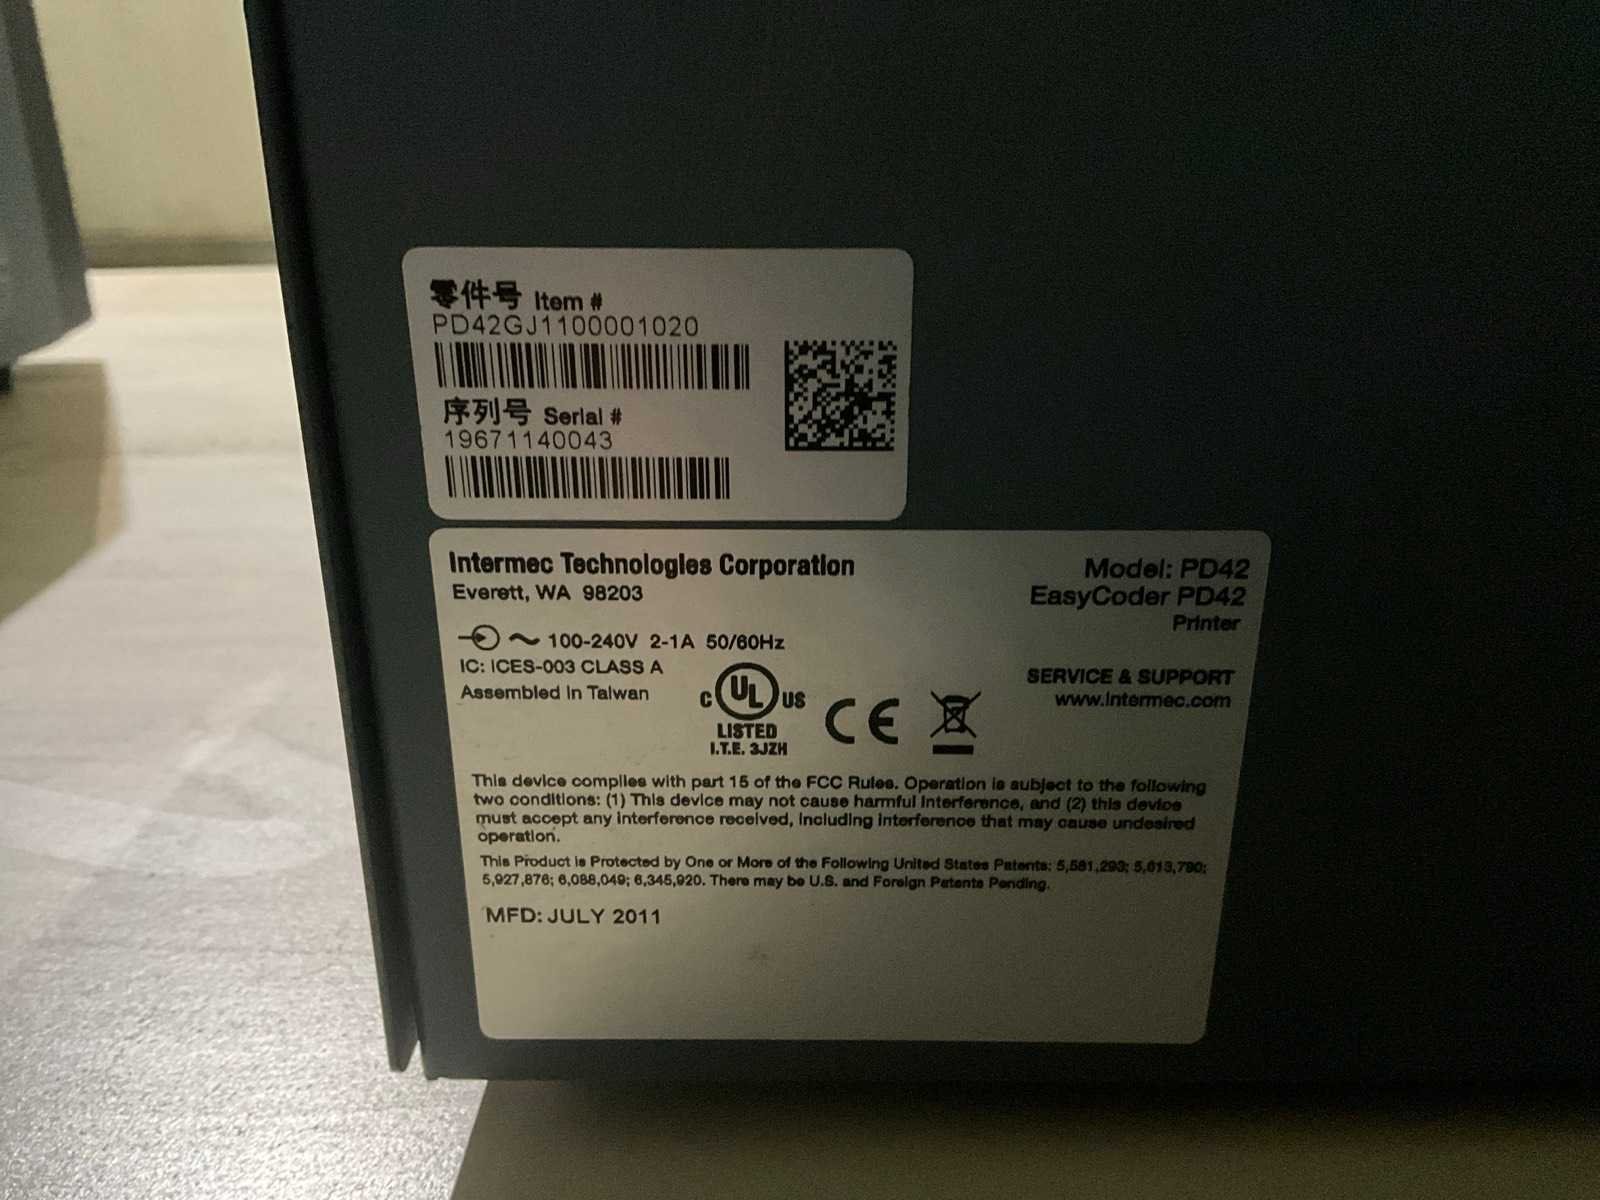 零件号 Item #
PD42GJ1100001020
序列号 Serial #
19671140043
Intermec Technologies Corporation
Everett, WA 98203
Model: PD42
EasyCoder PD42
Printer
100-240V 2-1A 50/60Hz
IC: ICES-003 CLASS A
Assembled in Taiwan
C UL US
LISTED
I.T.E. 3JZH
CE
SERVICE & SUPPORT
www.intermec.com
This device complies with part 15 of the FCC Rules. Operation is subject to the following
two conditions: (1) This device may not cause harmful interference, and (2) this device
must accept any interference received, including interference that may cause undesired
operation.
This Product is Protected by One or More of the Following United States Patents: 5,581,293; 5,613,790;
5,927,876; 6,088,049; 6,345,920. There may be U.S. and Foreign Patents Pending.
MFD: JULY 2011